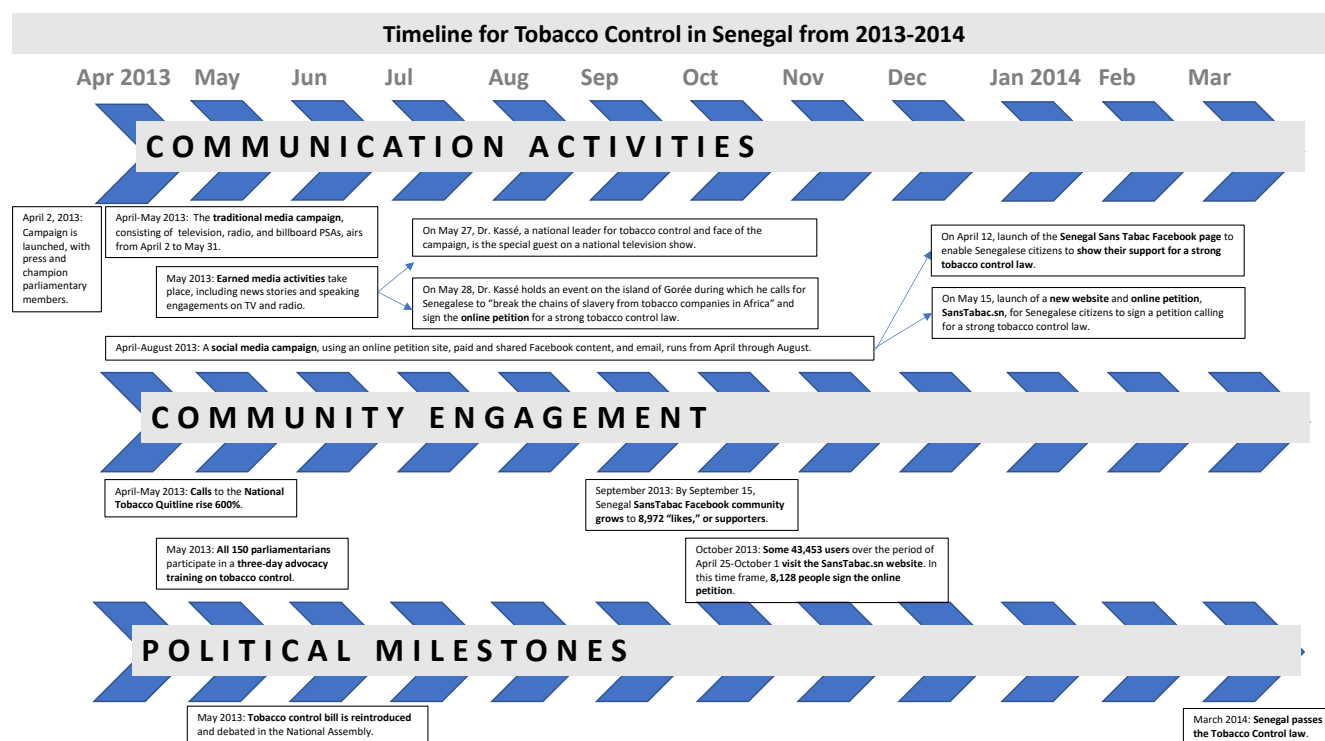 Timeline for Tobacco Control in Senegal from 2013-2014
Apr 2013 May Jun Jul Aug Sep Oct Nov Dec Jan 2014 Feb Mar
COMMUNICATION ACTIVITIES
April 2, 2013:
Campaign is
launched, with
press and
champion
parliamentary
members.
April-May 2013: The traditional media campaign,
consisting of television, radio, and billboard PSAs, airs
from April 2 to May 31.
May 2013: Earned media activities take
place, including news stories and speaking
engagements on TV and radio.
On May 27, Dr. Kassé, a national leader for tobacco control and face of the
campaign, is the special guest on a national television show.
On May 28, Dr. Kassé holds an event on the island of Gorée during which he calls for
Senegalese to “break the chains of slavery from tobacco companies in Africa” and
sign the online petition for a strong tobacco control law.
April-August 2013: A social media campaign, using an online petition site, paid and shared Facebook content, and email, runs from April through August.
On April 12, launch of the Senegal Sans Tabac Facebook page to
enable Senegalese citizens to show their support for a strong
tobacco control law.
On May 15, launch of a new website and online petition,
SansTabac.sn, for Senegalese citizens to sign a petition calling
for a strong tobacco control law.
COMMUNITY ENGAGEMENT
April-May 2013: Calls to the National
Tobacco Quitline rise 600%.
May 2013: All 150 parliamentarians
participate in a three-day advocacy
training on tobacco control.
September 2013: By September 15,
Senegal SansTabac Facebook community
grows to 8,972 “likes,” or supporters.
October 2013: Some 43,453 users over the period of
April 25-October 1 visit the SansTabac.sn website. In
this time frame, 8,128 people sign the online
petition.
POLITICAL MILESTONES
May 2013: Tobacco control bill is reintroduced
and debated in the National Assembly.
March 2014: Senegal passes
the Tobacco Control law.